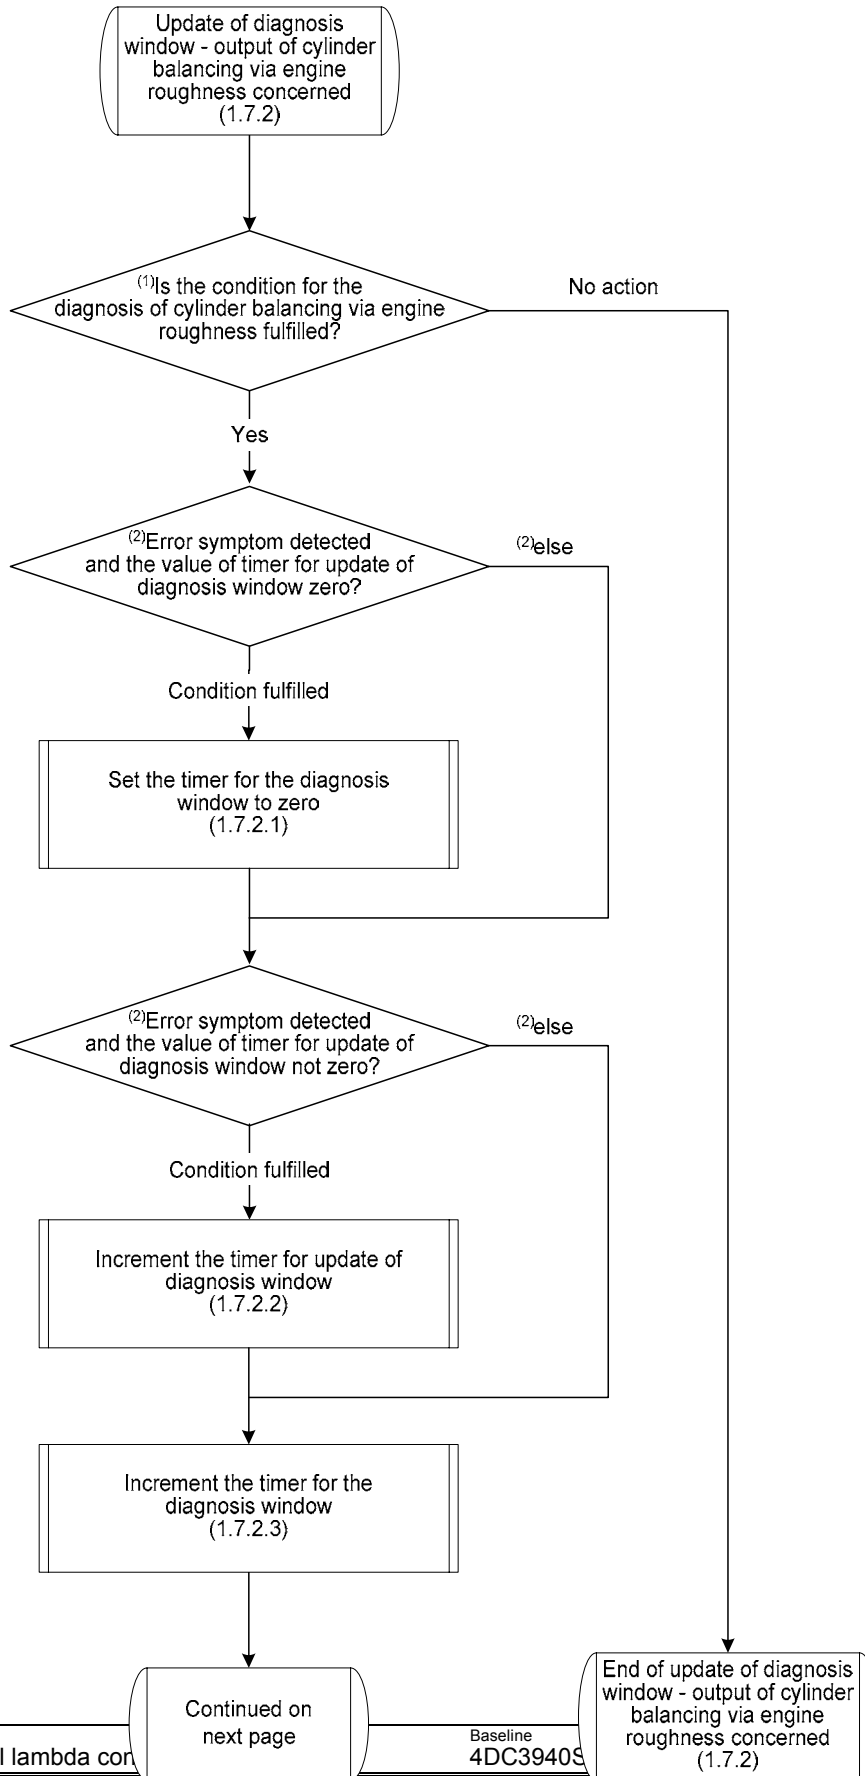 Update of diagnosis
window - output of cylinder
balancing via engine
roughness concerned
(1.7.2)
(1)Is the condition for the
diagnosis of cylinder balancing via engine
roughness fulfilled?
No action
Yes
(2)Error symptom detected
and the value of timer for update of
diagnosis window zero?
(2)else
Condition fulfilled
Set the timer for the diagnosis
window to zero
(1.7.2.1)
(2)Error symptom detected
and the value of timer for update of
diagnosis window not zero?
(2)else
Condition fulfilled
Increment the timer for update of
diagnosis window
(1.7.2.2)
Increment the timer for the
diagnosis window
(1.7.2.3)
Continued on
next page
End of update of diagnosis
window - output of cylinder
balancing via engine
roughness concerned
(1.7.2)
Baseline
l lambda con
4DC3940S